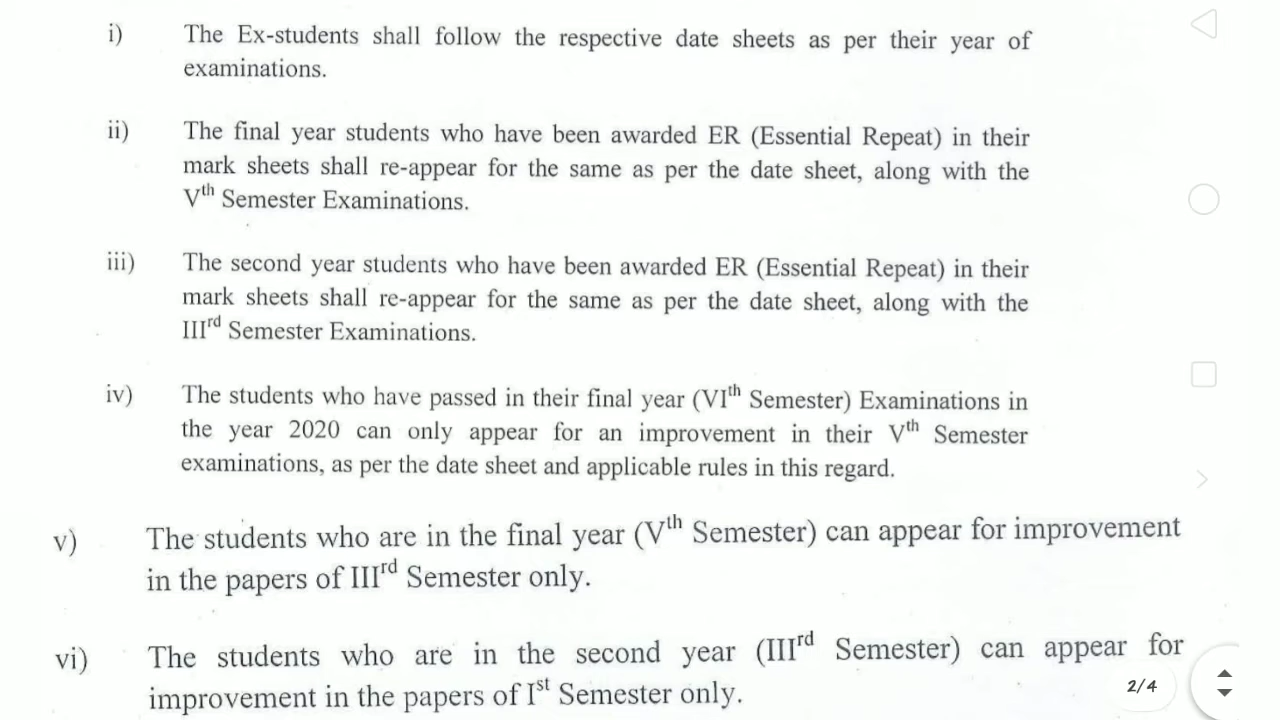 i) The Ex-students shall follow the respective date sheets as per their year of
examinations.
ii) The final year students who have been awarded ER (Essential Repeat) in their
mark sheets shall re-appear for the same as per the date sheet, along with the
Vth Semester Examinations.
iii) The second year students who have been awarded ER (Essential Repeat) in their
mark sheets shall re-appear for the same as per the date sheet, along with the
IIIrd Semester Examinations.
iv) The students who have passed in their final year (VIth Semester) Examinations in
the year 2020 can only appear for an improvement in their Vth Semester
examinations, as per the date sheet and applicable rules in this regard.
v) The students who are in the final year (Vth Semester) can appear for improvement
in the papers of IIIrd Semester only.
vi) The students who are in the second year (IIIrd Semester) can appear for
improvement in the papers of Ist Semester only.
2/4